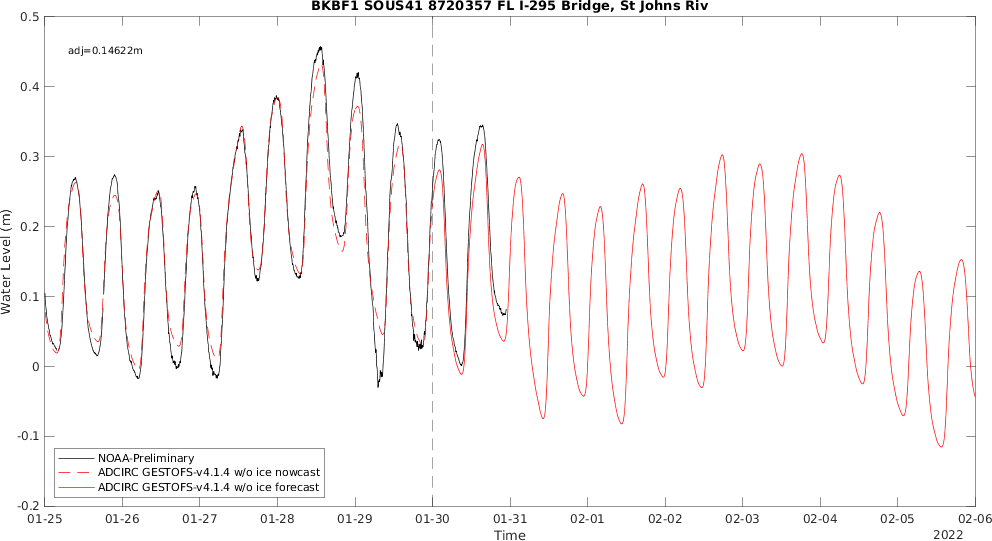 BKBF1 SOUS41 8720357 FL I-295 Bridge, St Johns Riv
adj=0.14622m
0.5
0.4
0.3
0.2
0.1
0
-0.1
-0.2
Water Level (m)
NOAA-Preliminary
ADCIRC GESTOFS-v4.1.4 w/o ice nowcast
ADCIRC GESTOFS-v4.1.4 w/o ice forecast
01-25 01-26 01-27 01-28 01-29 01-30 01-31 02-01 02-02 02-03 02-04 02-05 02-06
Time
2022